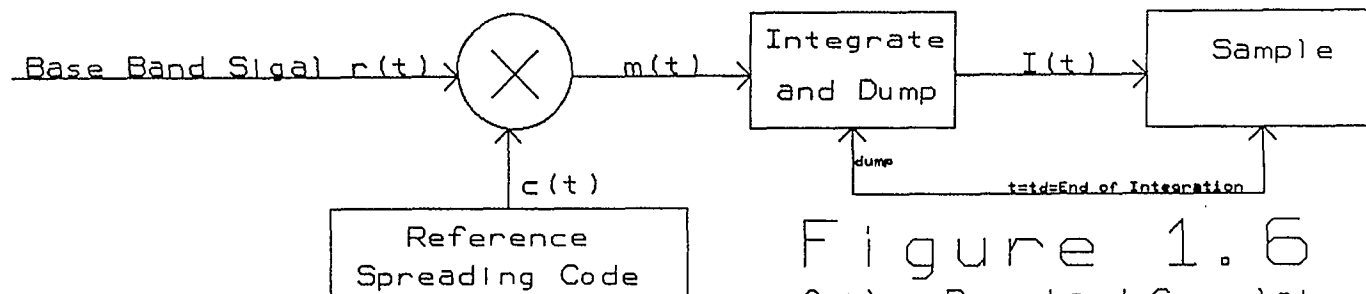 Base Band Sigal r(t)
m(t)
Integrate
and Dump
I(t)
Sample
c(t)
dump
t=td=End of Integration
Reference
Spreading Code
Figure 1.6